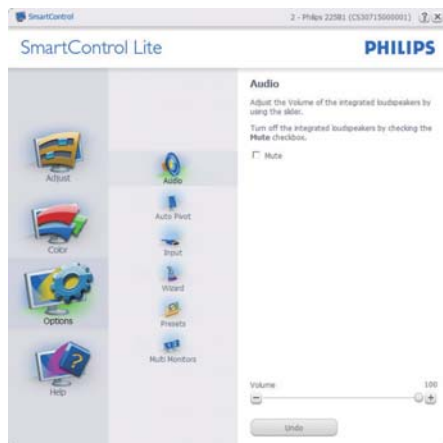 SmartControl
2 - Philips 225B1 (CS30715000001)
SmartControl Lite
PHILIPS
Adjust
Color
Options
Help
Audio
Auto Pivot
Input
Wizard
Presets
Multi Monitors
Audio
Adjust the Volume of the integrated loudspeakers by
using the slider.
Turn off the integrated loudspeakers by checking the
Mute checkbox.
Mute
Volume
100
Undo